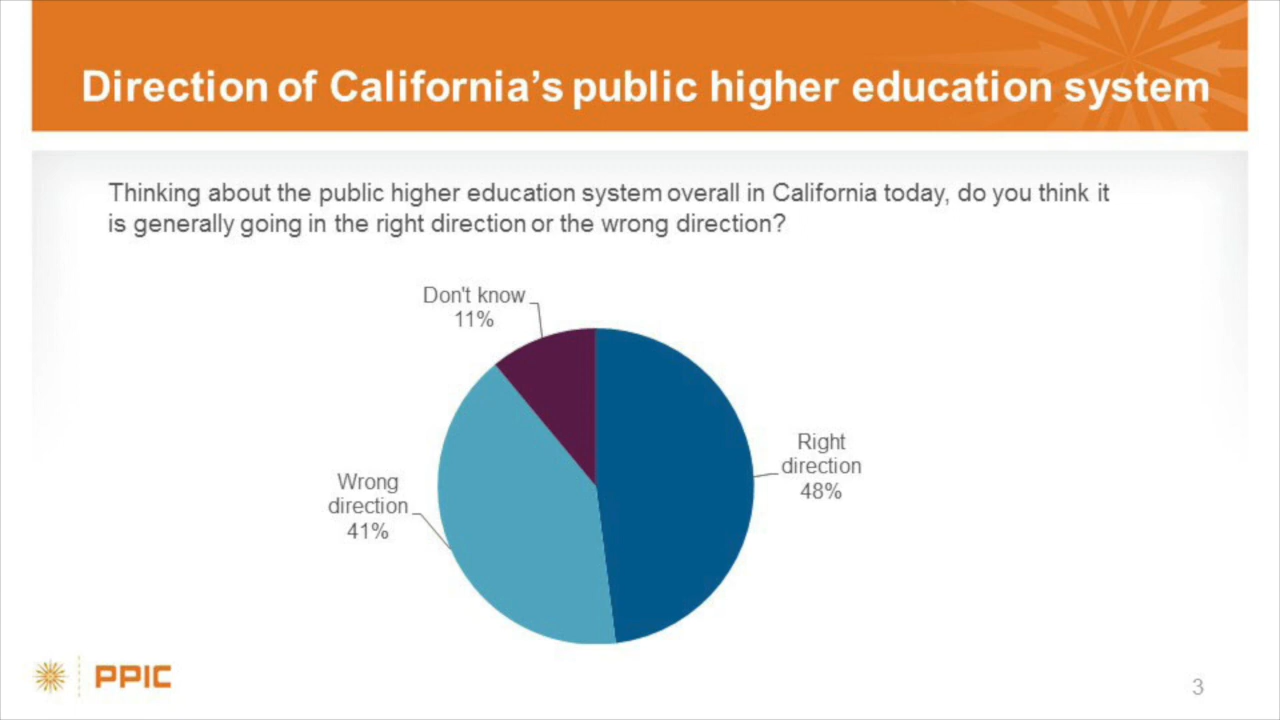 Direction of California’s public higher education system
Thinking about the public higher education system overall in California today, do you think it
is generally going in the right direction or the wrong direction?
Don't know
11%
Right
direction
48%
Wrong
direction
41%
PPIC
3